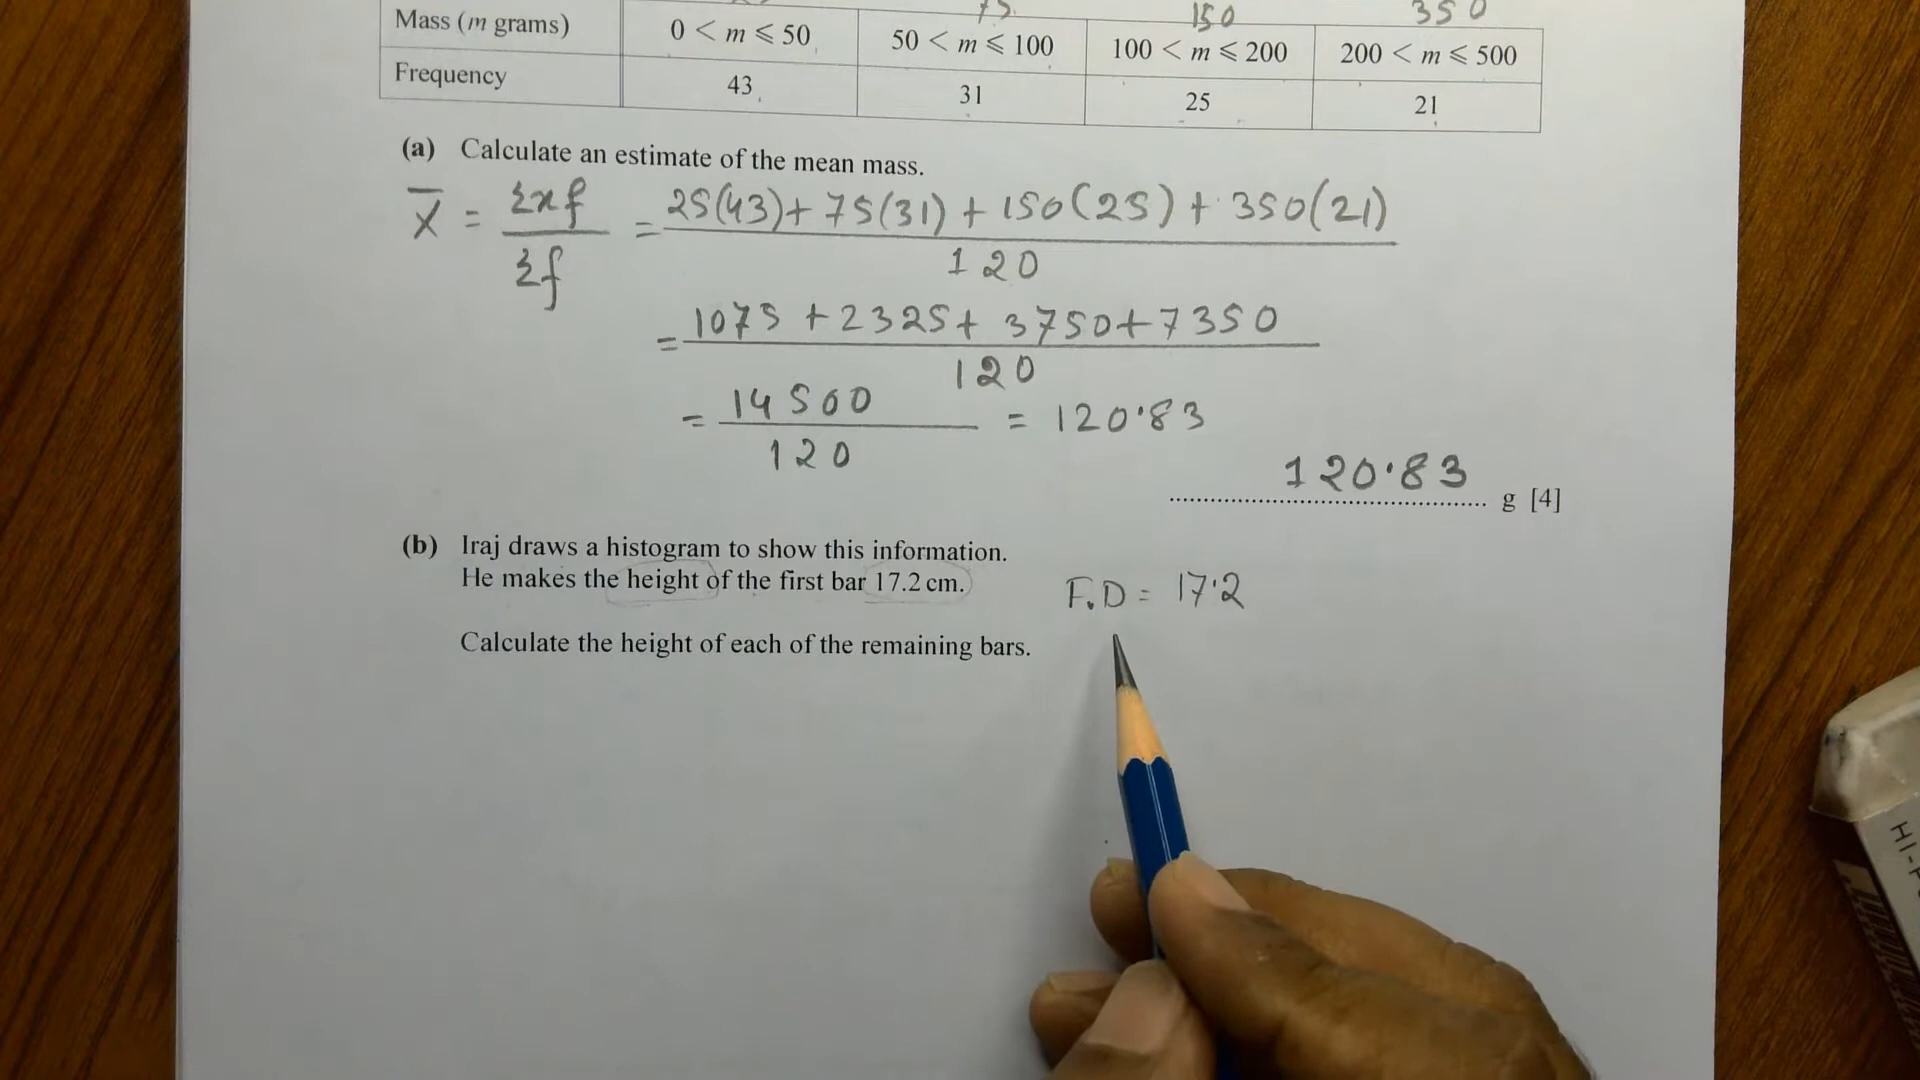 75 150 350
Mass (m grams) 0 < m ⩽ 50 50 < m ⩽ 100 100 < m ⩽ 200 200 < m ⩽ 500
Frequency 43 31 25 21
(a) Calculate an estimate of the mean mass.
X̄ = Σxf / Σf = 25(43) + 75(31) + 150(25) + 350(21) / 120
= 1075 + 2325 + 3750 + 7350 / 120
= 14500 / 120 = 120.83
120.83 g [4]
(b) Iraj draws a histogram to show this information.
He makes the height of the first bar 17.2 cm.
F.D = 17.2
Calculate the height of each of the remaining bars.